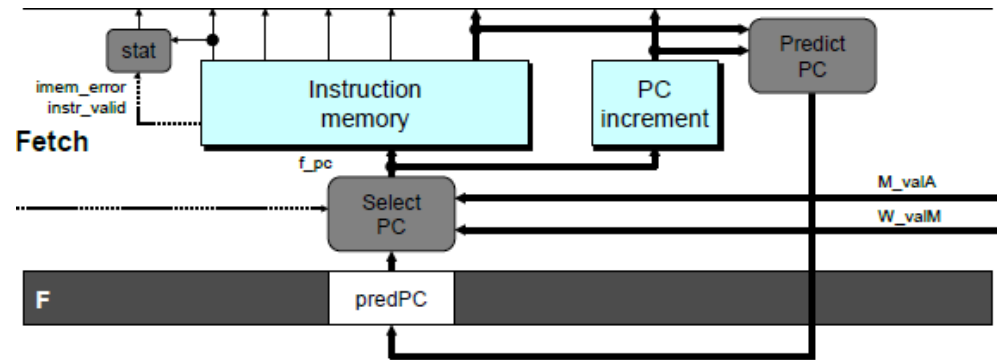 stat
Predict
PC
imem_error
instr_valid
Instruction
memory
PC
increment
Fetch
f_pc
Select
PC
M_valA
W_valM
F
predPC